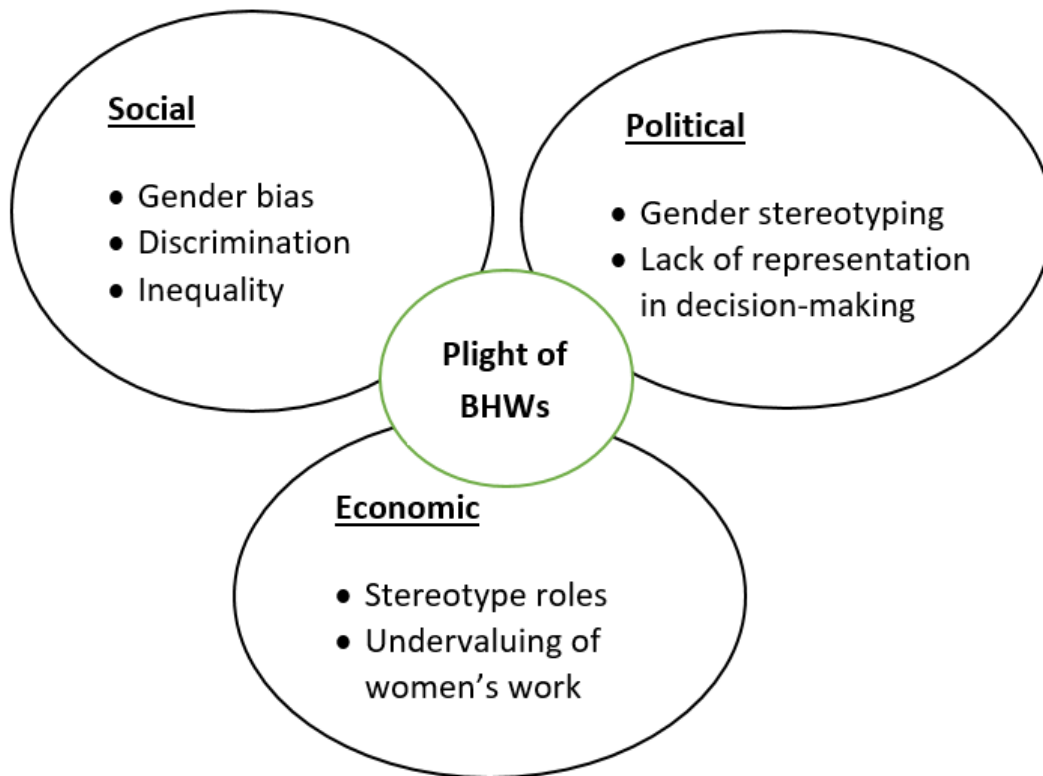 Social
• Gender bias
• Discrimination
• Inequality
Political
• Gender stereotyping
• Lack of representation
in decision-making
Plight of
BHWs
Economic
• Stereotype roles
• Undervaluing of
women’s work